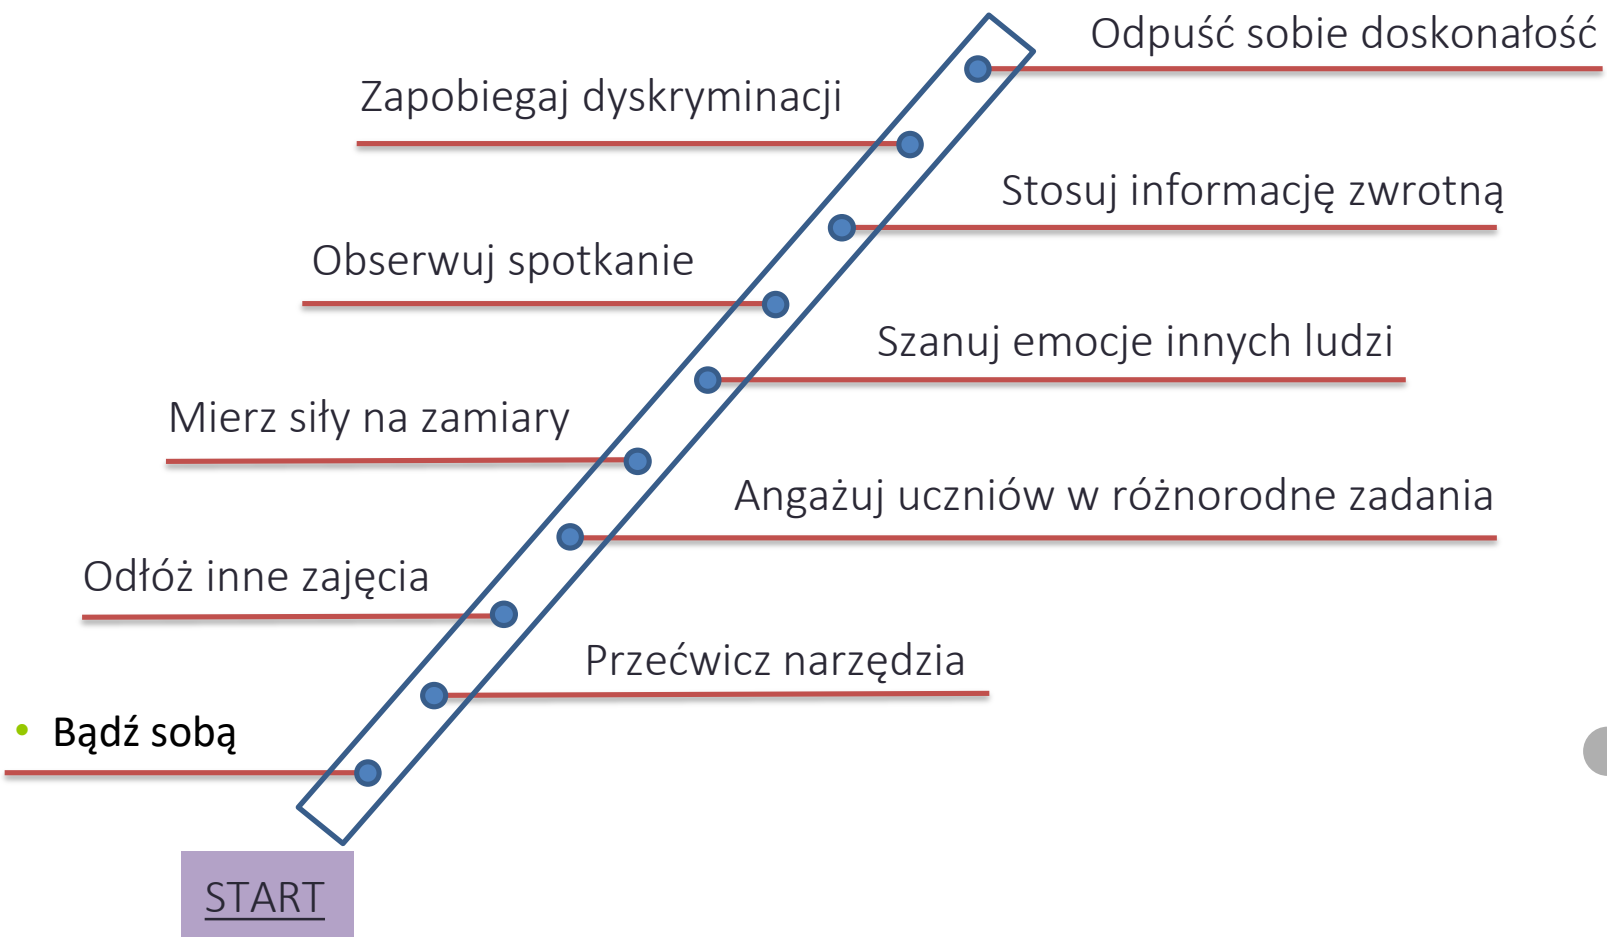 Odpuść sobie doskonałość
Zapobiegaj dyskryminacji
Stosuj informację zwrotną
Obserwuj spotkanie
Szanuj emocje innych ludzi
Mierz siły na zamiary
Angażuj uczniów w różnorodne zadania
Odłóż inne zajęcia
Przećwicz narzędzia
• Bądź sobą
START